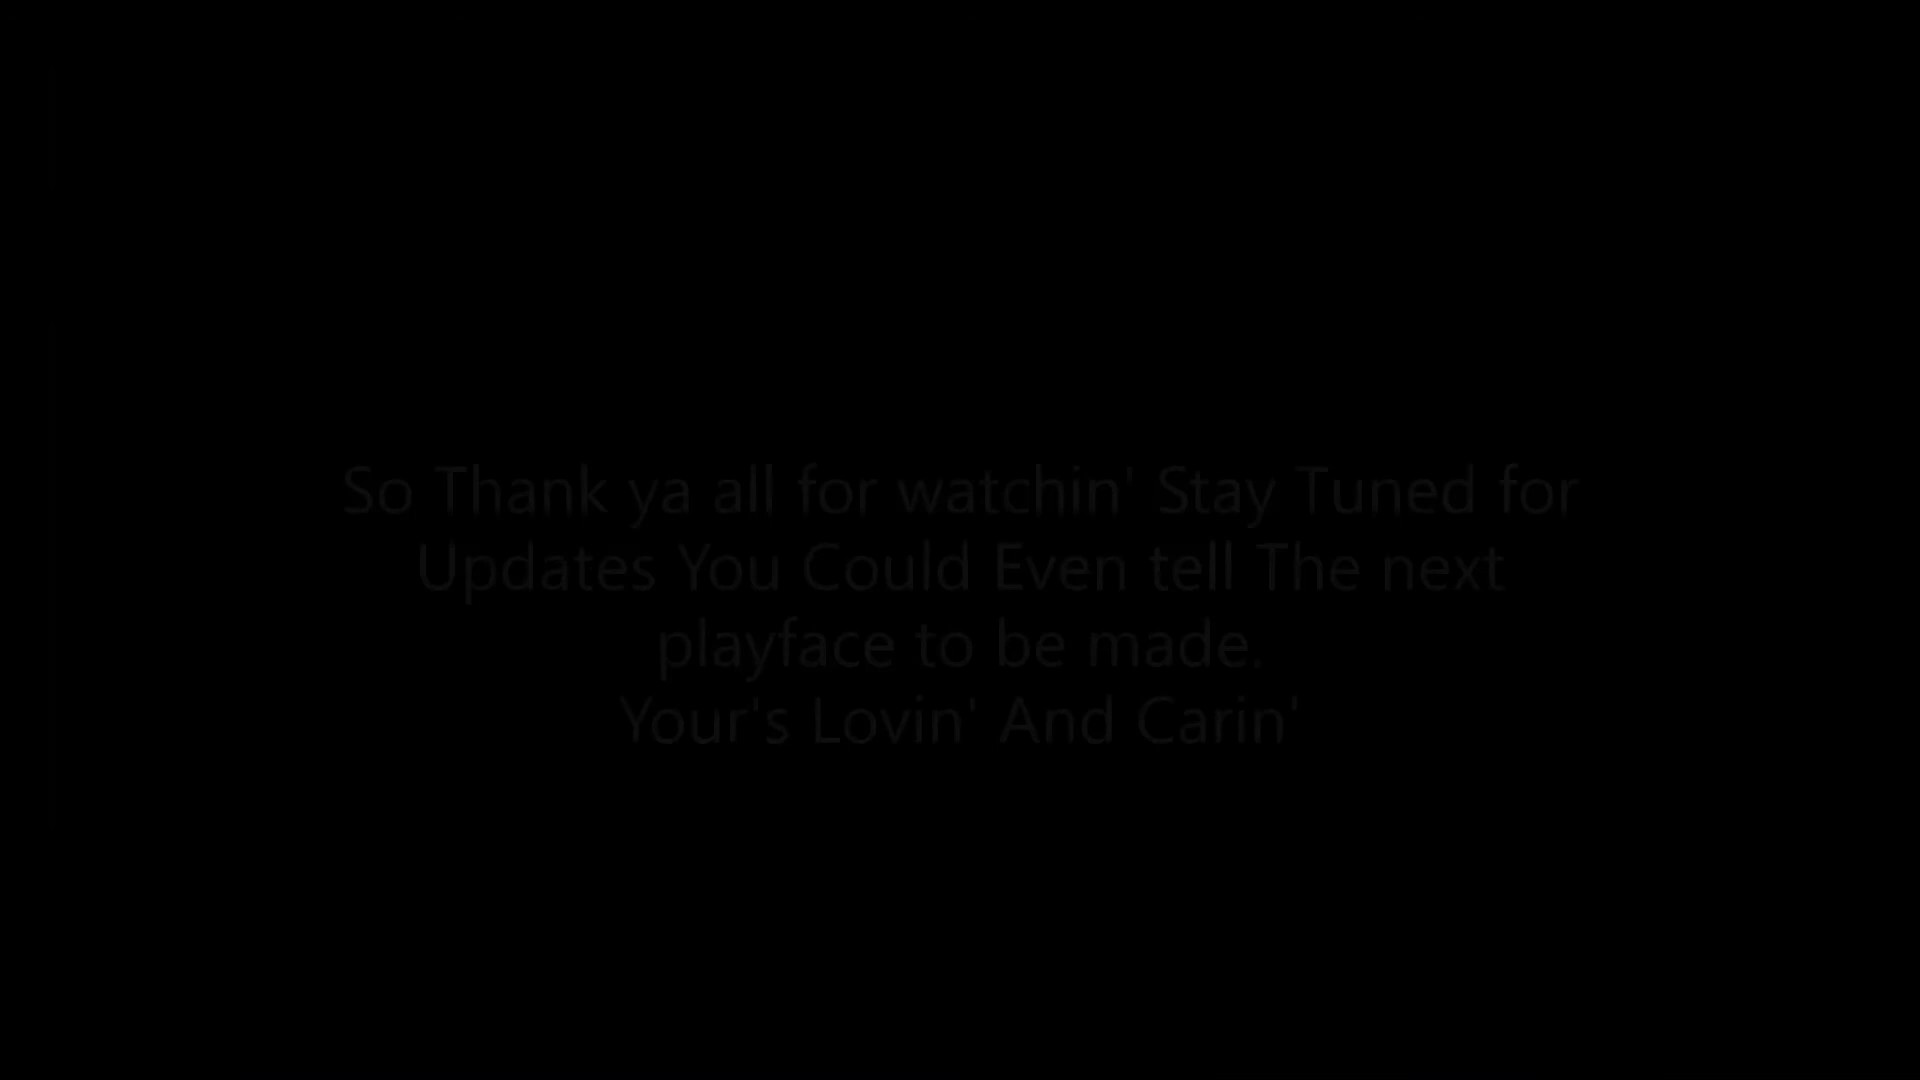 So Thank ya all for watchin' Stay Tuned for
Updates You Could Even tell The next
playface to be made.
Your's Lovin' And Carin'